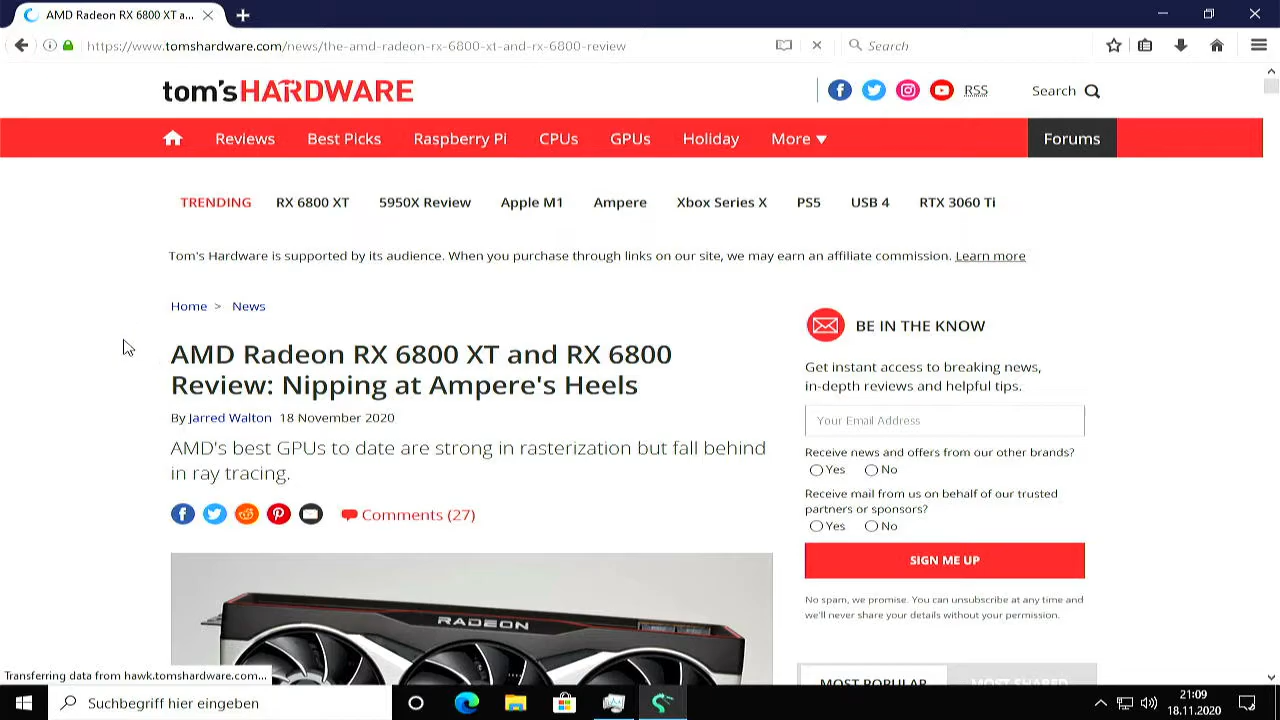 AMD Radeon RX 6800 XT a...
https://www.tomshardware.com/news/the-amd-radeon-rx-6800-xt-and-rx-6800-review
Search
tom'sHARDWARE
RSS
Search
Reviews Best Picks Raspberry Pi CPUs GPUs Holiday More Forums
TRENDING RX 6800 XT 5950X Review Apple M1 Ampere Xbox Series X PS5 USB 4 RTX 3060 Ti
Tom's Hardware is supported by its audience. When you purchase through links on our site, we may earn an affiliate commission. Learn more
Home > News
AMD Radeon RX 6800 XT and RX 6800
Review: Nipping at Ampere's Heels
By Jarred Walton 18 November 2020
AMD's best GPUs to date are strong in rasterization but fall behind
in ray tracing.
Comments (27)
RADEON
BE IN THE KNOW
Get instant access to breaking news,
in-depth reviews and helpful tips.
Your Email Address
Receive news and offers from our other brands?
Yes No
Receive mail from us on behalf of our trusted
partners or sponsors?
Yes No
SIGN ME UP
No spam, we promise. You can unsubscribe at any time and
we'll never share your details without your permission.
MOST POPULAR MOST SHARED
Transferring data from hawk.tomshardware.com...
Suchbegriff hier eingeben
21:09
18.11.2020